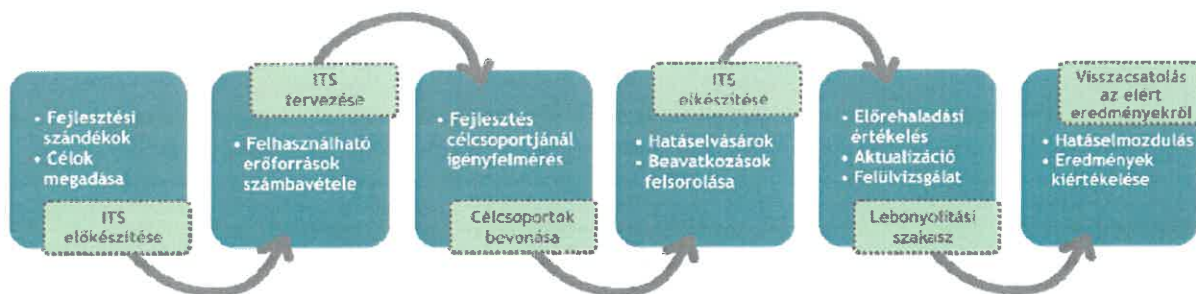 • Fejlesztési
szándékok
• Célok
megadása
ITS
előkészítése
ITS
tervezése
• Felhasználható
erőforrások
számbavétele
• Fejlesztés
célcsoportjánál
igényfelmérés
Célcsoportok
bevonása
ITS
elkészítése
• Hatáselvásárok
• Beavatkozások
felsorolása
• Előrehaladási
értékelés
• Aktualizáció
• Felülvizsgálat
Lebonyolítási
szakasz
Visszacsatolás
az elért
eredményekről
• Hatáselmozdulás
• Eredmények
kiértékelése